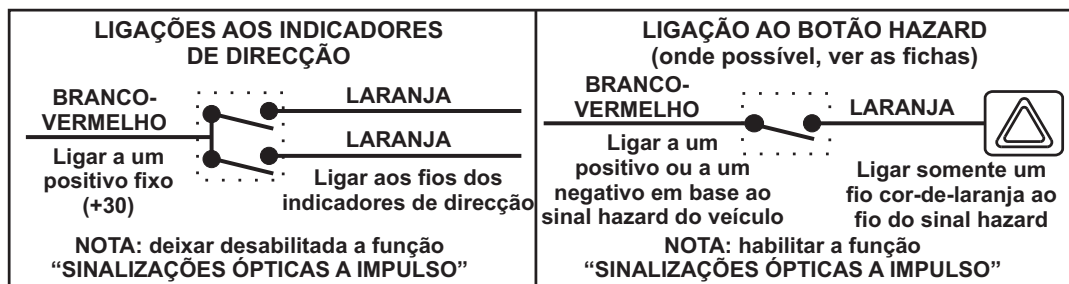 LIGAÇÕES AOS INDICADORES
DE DIRECÇÃO
BRANCO-
VERMELHO
LARANJA
LARANJA
Ligar a um
positivo fixo
(+30)
Ligar aos fios dos
indicadores de direcção
NOTA: deixar desabilitada a função
“SINALIZAÇÕES ÓPTICAS A IMPULSO”
LIGAÇÃO AO BOTÃO HAZARD
(onde possível, ver as fichas)
BRANCO-
VERMELHO
LARANJA
Ligar a um
positivo ou a um
negativo em base ao
sinal hazard do veículo
Ligar somente um
fio cor-de-laranja ao
fio do sinal hazard
NOTA: habilitar a função
“SINALIZAÇÕES ÓPTICAS A IMPULSO”